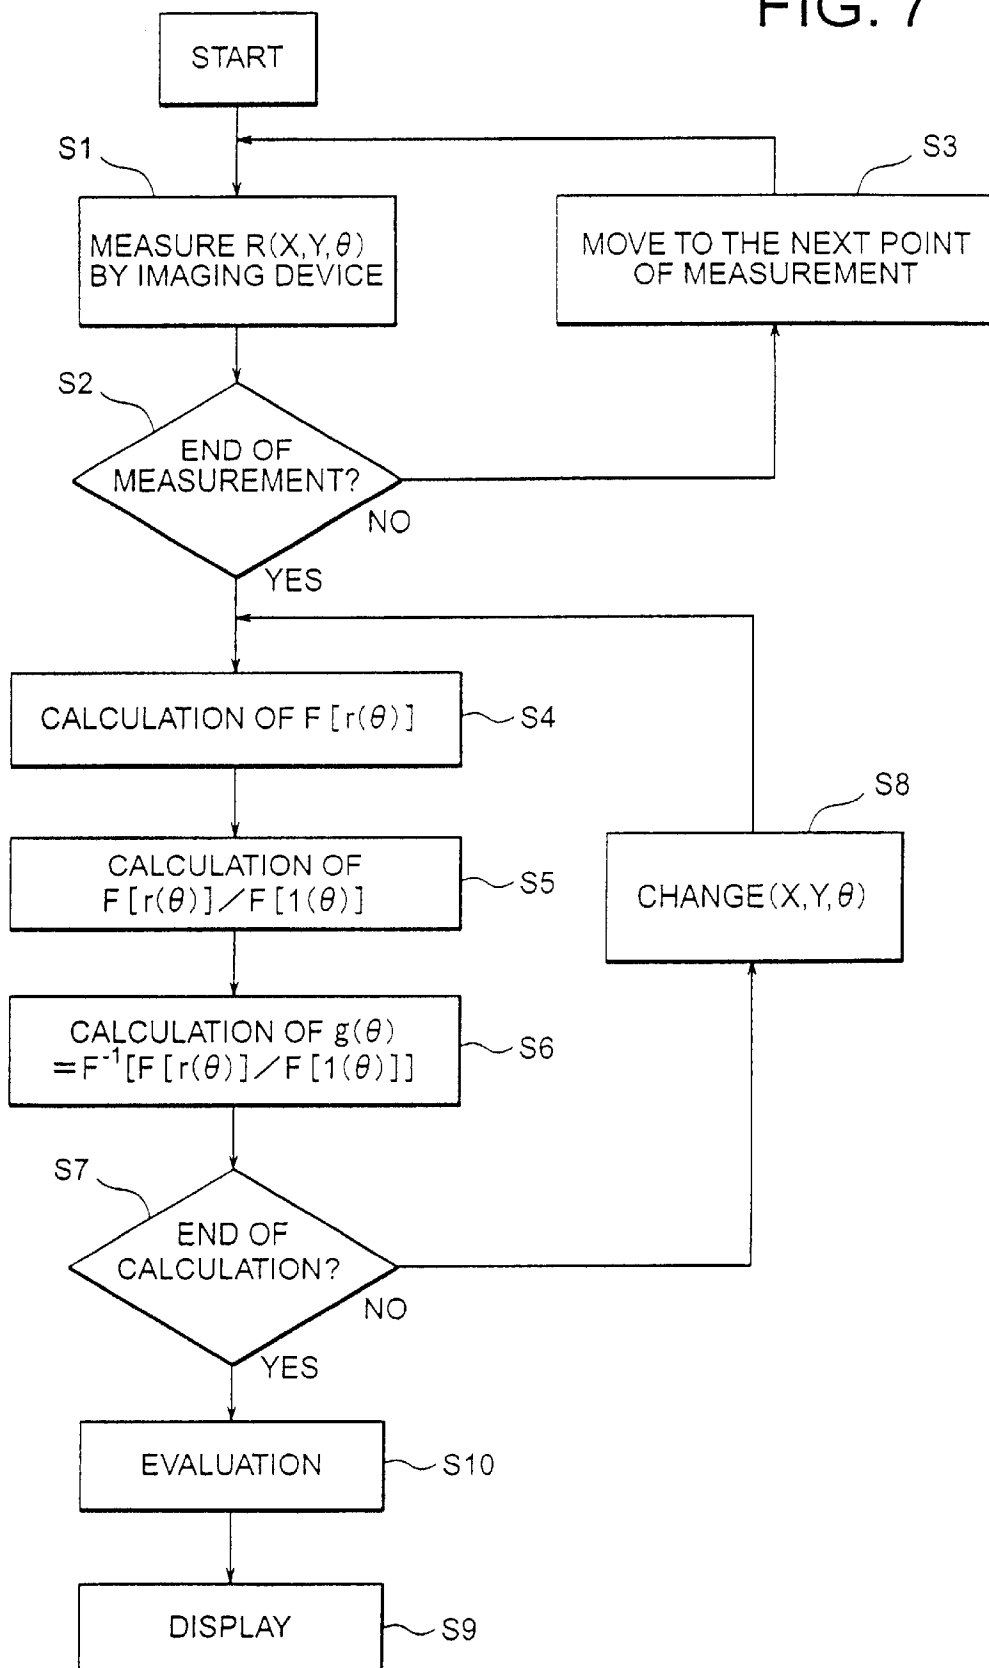 FIG. 7
START
S1
S3
MEASURE R(X,Y,θ)
BY IMAGING DEVICE
MOVE TO THE NEXT POINT
OF MEASUREMENT
S2
END OF
MEASUREMENT?
NO
YES
CALCULATION OF F[r(θ)]
S4
S8
CALCULATION OF
F[r(θ)]/F[1(θ)]
S5
CHANGE(X,Y,θ)
CALCULATION OF g(θ)
=F⁻¹[F[r(θ)]/F[1(θ)]]
S6
S7
END OF
CALCULATION?
NO
YES
EVALUATION
S10
DISPLAY
S9